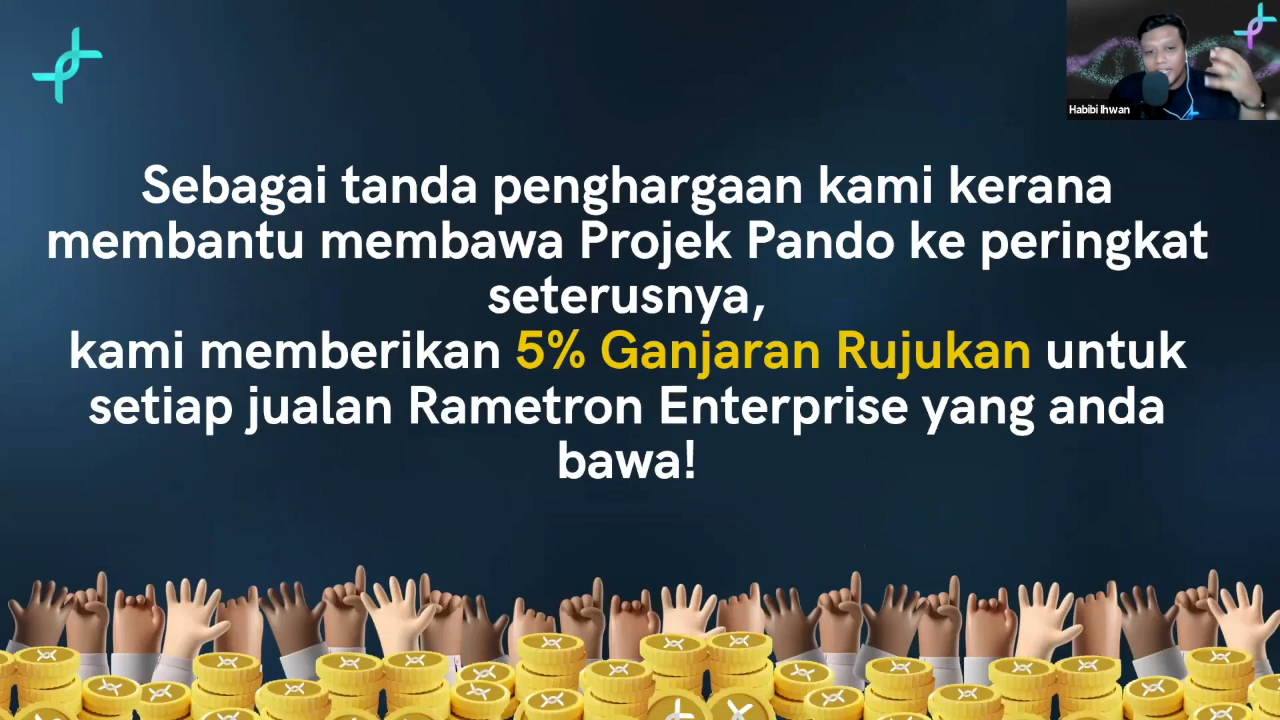 Habibi Ihwan
Sebagai tanda penghargaan kami kerana
membantu membawa Projek Pando ke peringkat
seterusnya,
kami memberikan 5% Ganjaran Rujukan untuk
setiap jualan Rametron Enterprise yang anda
bawa!